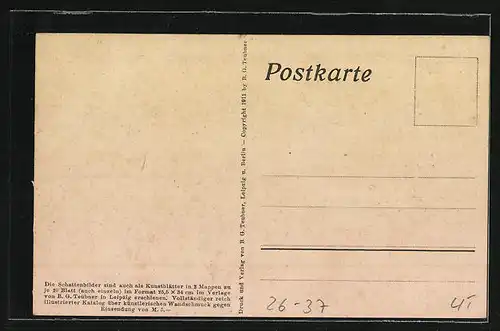 Postkarte
Druck und Verlag von B. G. Teubner, Leipzig u. Berlin — Copyright 1911 by B. G. Teubner
Die Schattenbilder sind auch als Kunstblätter in 2 Mappen zu
je 20 Blatt (auch einzeln) im Format 25,5 × 34 cm im Verlage
von B. G. Teubner in Leipzig erschienen. Vollständiger reich
illustrierter Katalog über künstlerischen Wandschmuck gegen
Einsendung von M.
26-37